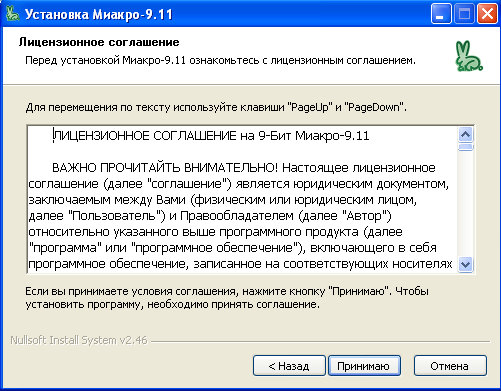 Установка Миакро-9.11
Лицензионное соглашение
Перед установкой Миакро-9.11 ознакомьтесь с лицензионным соглашением.
Для перемещения по тексту используйте клавиши "PageUp" и "PageDown".
ЛИЦЕНЗИОННОЕ СОГЛАШЕНИЕ на 9-Бит Миакро-9.11
ВАЖНО ПРОЧИТАЙТЬ ВНИМАТЕЛЬНО! Настоящее лицензионное
соглашение (далее "соглашение") является юридическим документом,
заключаемым между Вами (физическим или юридическим лицом,
далее "Пользователь") и Правообладателем (далее "Автор")
относительно указанного выше программного продукта (далее
"программа" или "программное обеспечение"), включающего в себя
программное обеспечение, записанное на соответствующих носителях
Если вы принимаете условия соглашения, нажмите кнопку "Принимаю". Чтобы
установить программу, необходимо принять соглашение.
Nullsoft Install System v2.46
< Назад
Принимаю
Отмена